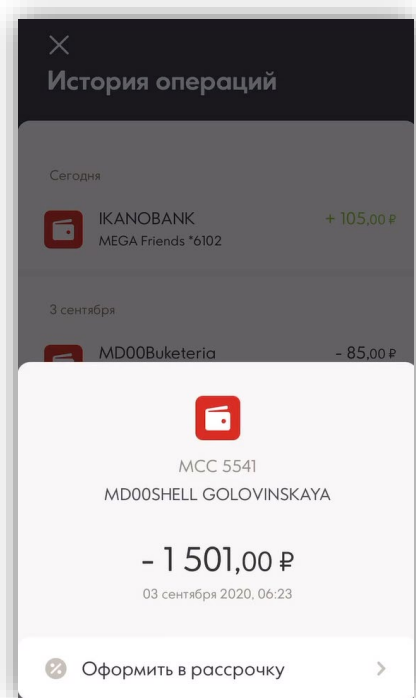 История операций
Сегодня
IKANOBANK + 105,00 ₽
MEGA Friends *6102
3 сентября
MD00Buketeria - 85,00 ₽
MCC 5541
MD00SHELL GOLOVINSKAYA
- 1 501,00 ₽
03 сентября 2020, 06:23
Оформить в рассрочку